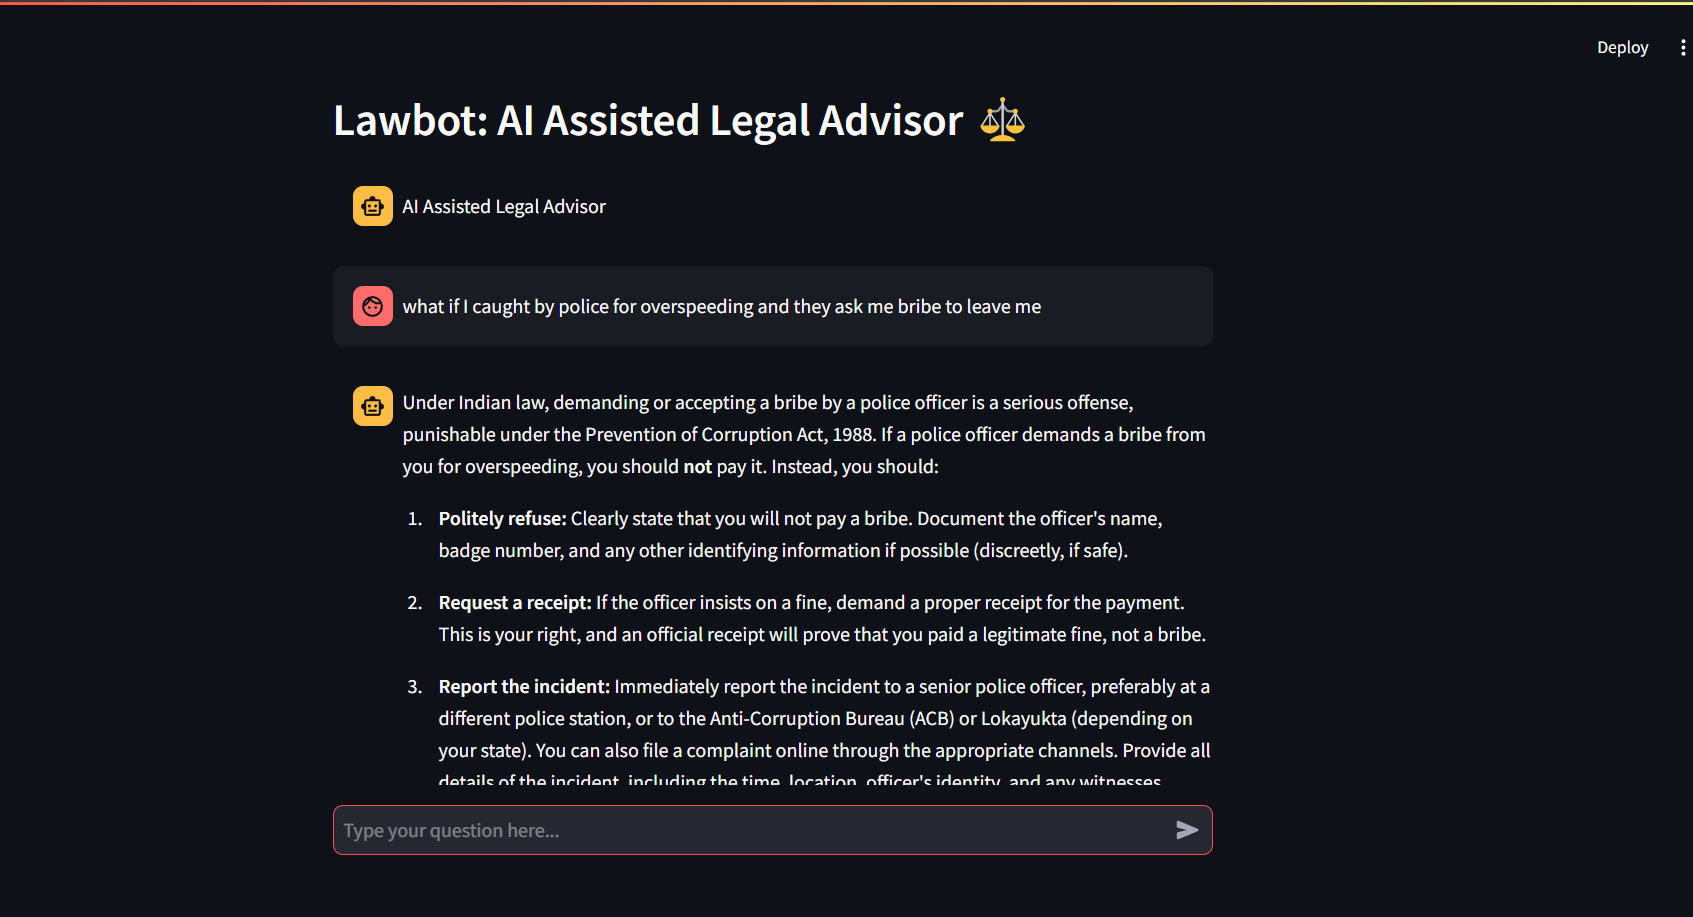 Deploy
Lawbot: AI Assisted Legal Advisor
AI Assisted Legal Advisor
what if I caught by police for overspeeding and they ask me bribe to leave me
Under Indian law, demanding or accepting a bribe by a police officer is a serious offense,
punishable under the Prevention of Corruption Act, 1988. If a police officer demands a bribe from
you for overspeeding, you should not pay it. Instead, you should:
1. Politely refuse: Clearly state that you will not pay a bribe. Document the officer's name,
badge number, and any other identifying information if possible (discreetly, if safe).
2. Request a receipt: If the officer insists on a fine, demand a proper receipt for the payment.
This is your right, and an official receipt will prove that you paid a legitimate fine, not a bribe.
3. Report the incident: Immediately report the incident to a senior police officer, preferably at a
different police station, or to the Anti-Corruption Bureau (ACB) or Lokayukta (depending on
your state). You can also file a complaint online through the appropriate channels. Provide all
details of the incident, including the time, location, officer's identity, and any witnesses
Type your question here...